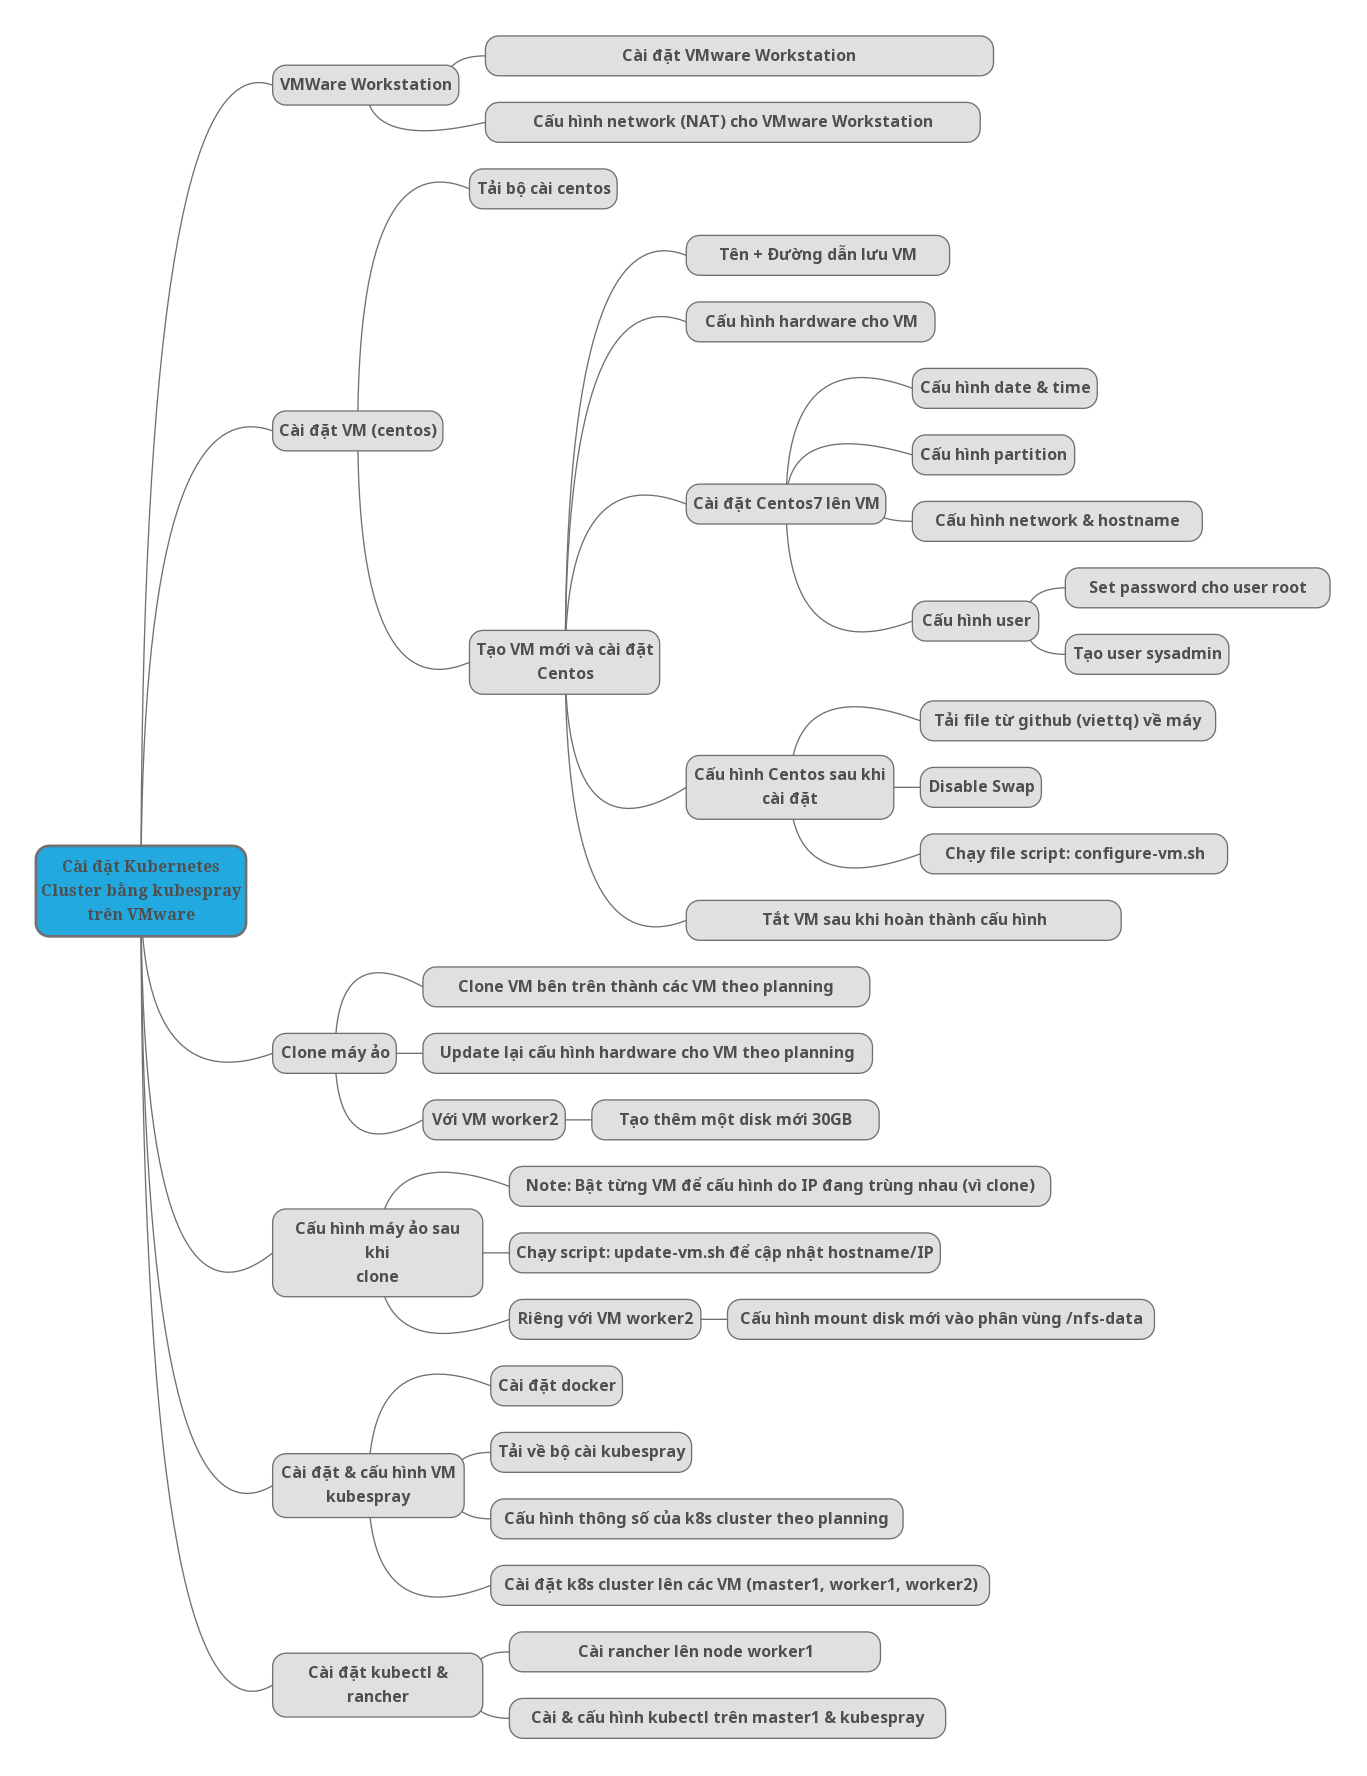 Cài đặt VMware Workstation
VMWare Workstation
Cấu hình network (NAT) cho VMware Workstation
Tải bộ cài centos
Tên + Đường dẫn lưu VM
Cấu hình hardware cho VM
Cấu hình date & time
Cài đặt VM (centos)
Cấu hình partition
Cài đặt Centos7 lên VM
Cấu hình network & hostname
Set password cho user root
Cấu hình user
Tạo user sysadmin
Tạo VM mới và cài đặt
Centos
Tải file từ github (viettq) về máy
Cấu hình Centos sau khi
cài đặt
Disable Swap
Chạy file script: configure-vm.sh
Cài đặt Kubernetes
Cluster bằng kubespray
trên VMware
Tắt VM sau khi hoàn thành cấu hình
Clone VM bên trên thành các VM theo planning
Clone máy ảo
Update lại cấu hình hardware cho VM theo planning
Với VM worker2
Tạo thêm một disk mới 30GB
Note: Bật từng VM để cấu hình do IP đang trùng nhau (vì clone)
Cấu hình máy ảo sau
khi
clone
Chạy script: update-vm.sh để cập nhật hostname/IP
Riêng với VM worker2
Cấu hình mount disk mới vào phân vùng /nfs-data
Cài đặt docker
Tải về bộ cài kubespray
Cài đặt & cấu hình VM
kubespray
Cấu hình thông số của k8s cluster theo planning
Cài đặt k8s cluster lên các VM (master1, worker1, worker2)
Cài rancher lên node worker1
Cài đặt kubectl &
rancher
Cài & cấu hình kubectl trên master1 & kubespray